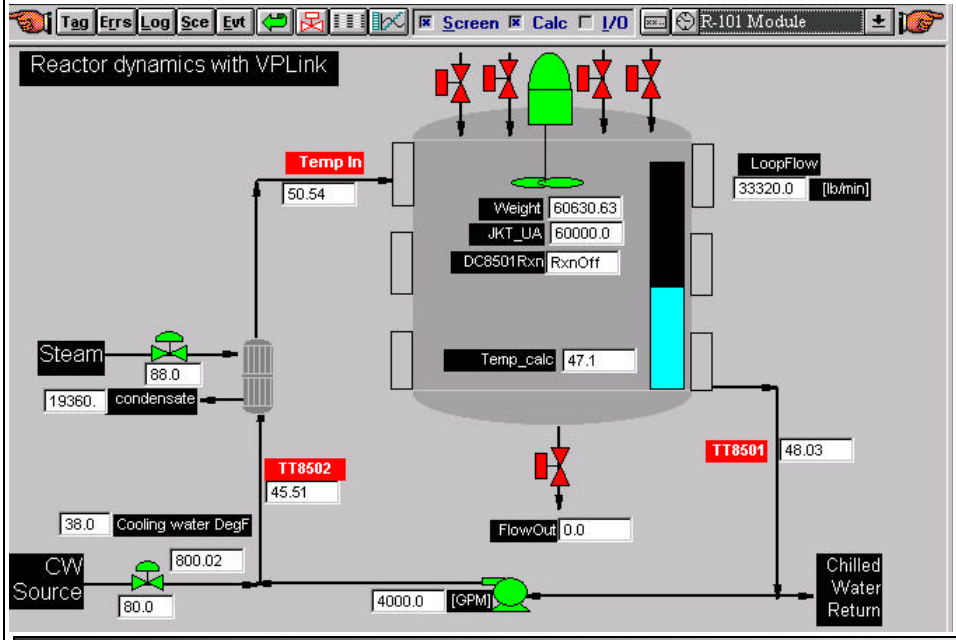 Tag Errs Log Sce Evt Screen Calc I/O xx.. R-101 Module
Reactor dynamics with VPLink
Temp In
50.54
LoopFlow
33320.0 [lb/min]
Weight 60630.63
JKT_UA 60000.0
DC8501Rxn RxnOff
Steam
88.0
Temp_calc 47.1
19360. condensate
TT8501 48.03
TT8502
45.51
38.0 Cooling water DegF
FlowOut 0.0
800.02
CW
Source
80.0
4000.0 [GPM]
Chilled
Water
Return